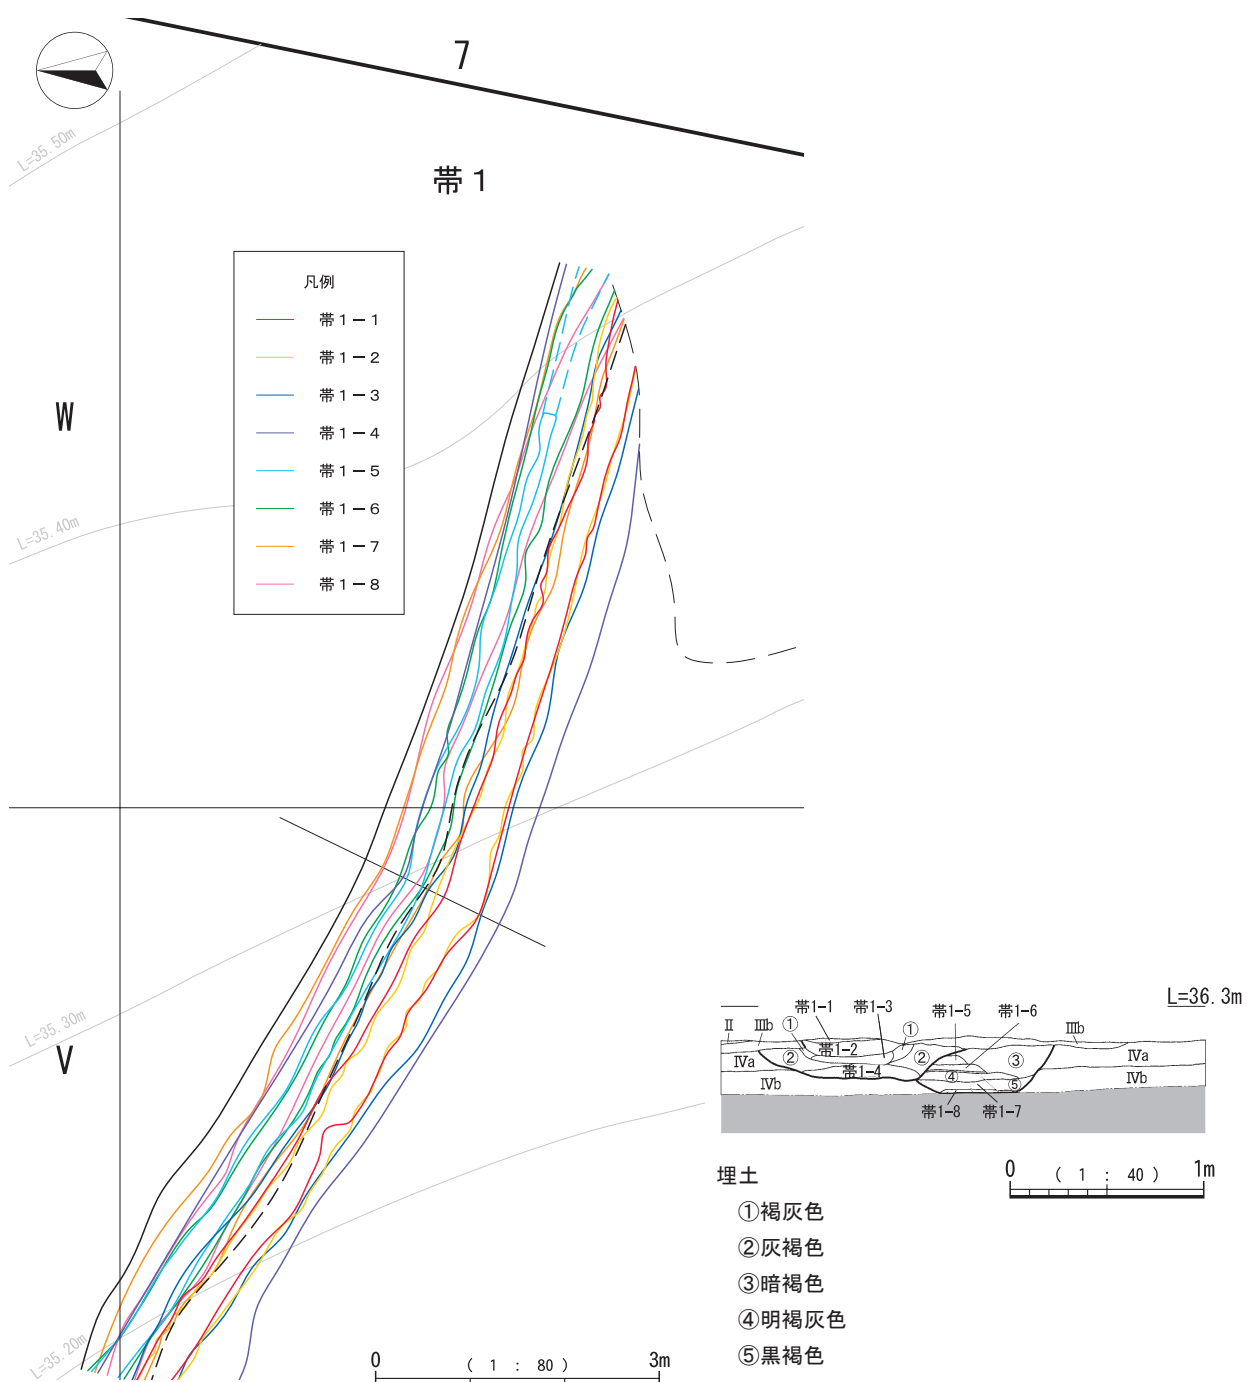 7
L=35.50m
帯1
凡例
帯1-1
帯1-2
帯1-3
帯1-4
帯1-5
帯1-6
帯1-7
帯1-8
W
L=35.40m
L=35.30m
V
L=35.20m
0 ( 1 : 80 ) 3m
L=36.3m
帯1-1 帯1-3 帯1-5 帯1-6
Ⅱ Ⅲb ① ① Ⅲb
Ⅳa ② 帯1-2 ② ③ Ⅳa
帯1-4 ④ ⑤
Ⅳb Ⅳb
帯1-8 帯1-7
0 ( 1 : 40 ) 1m
埋土
①褐灰色
②灰褐色
③暗褐色
④明褐灰色
⑤黒褐色